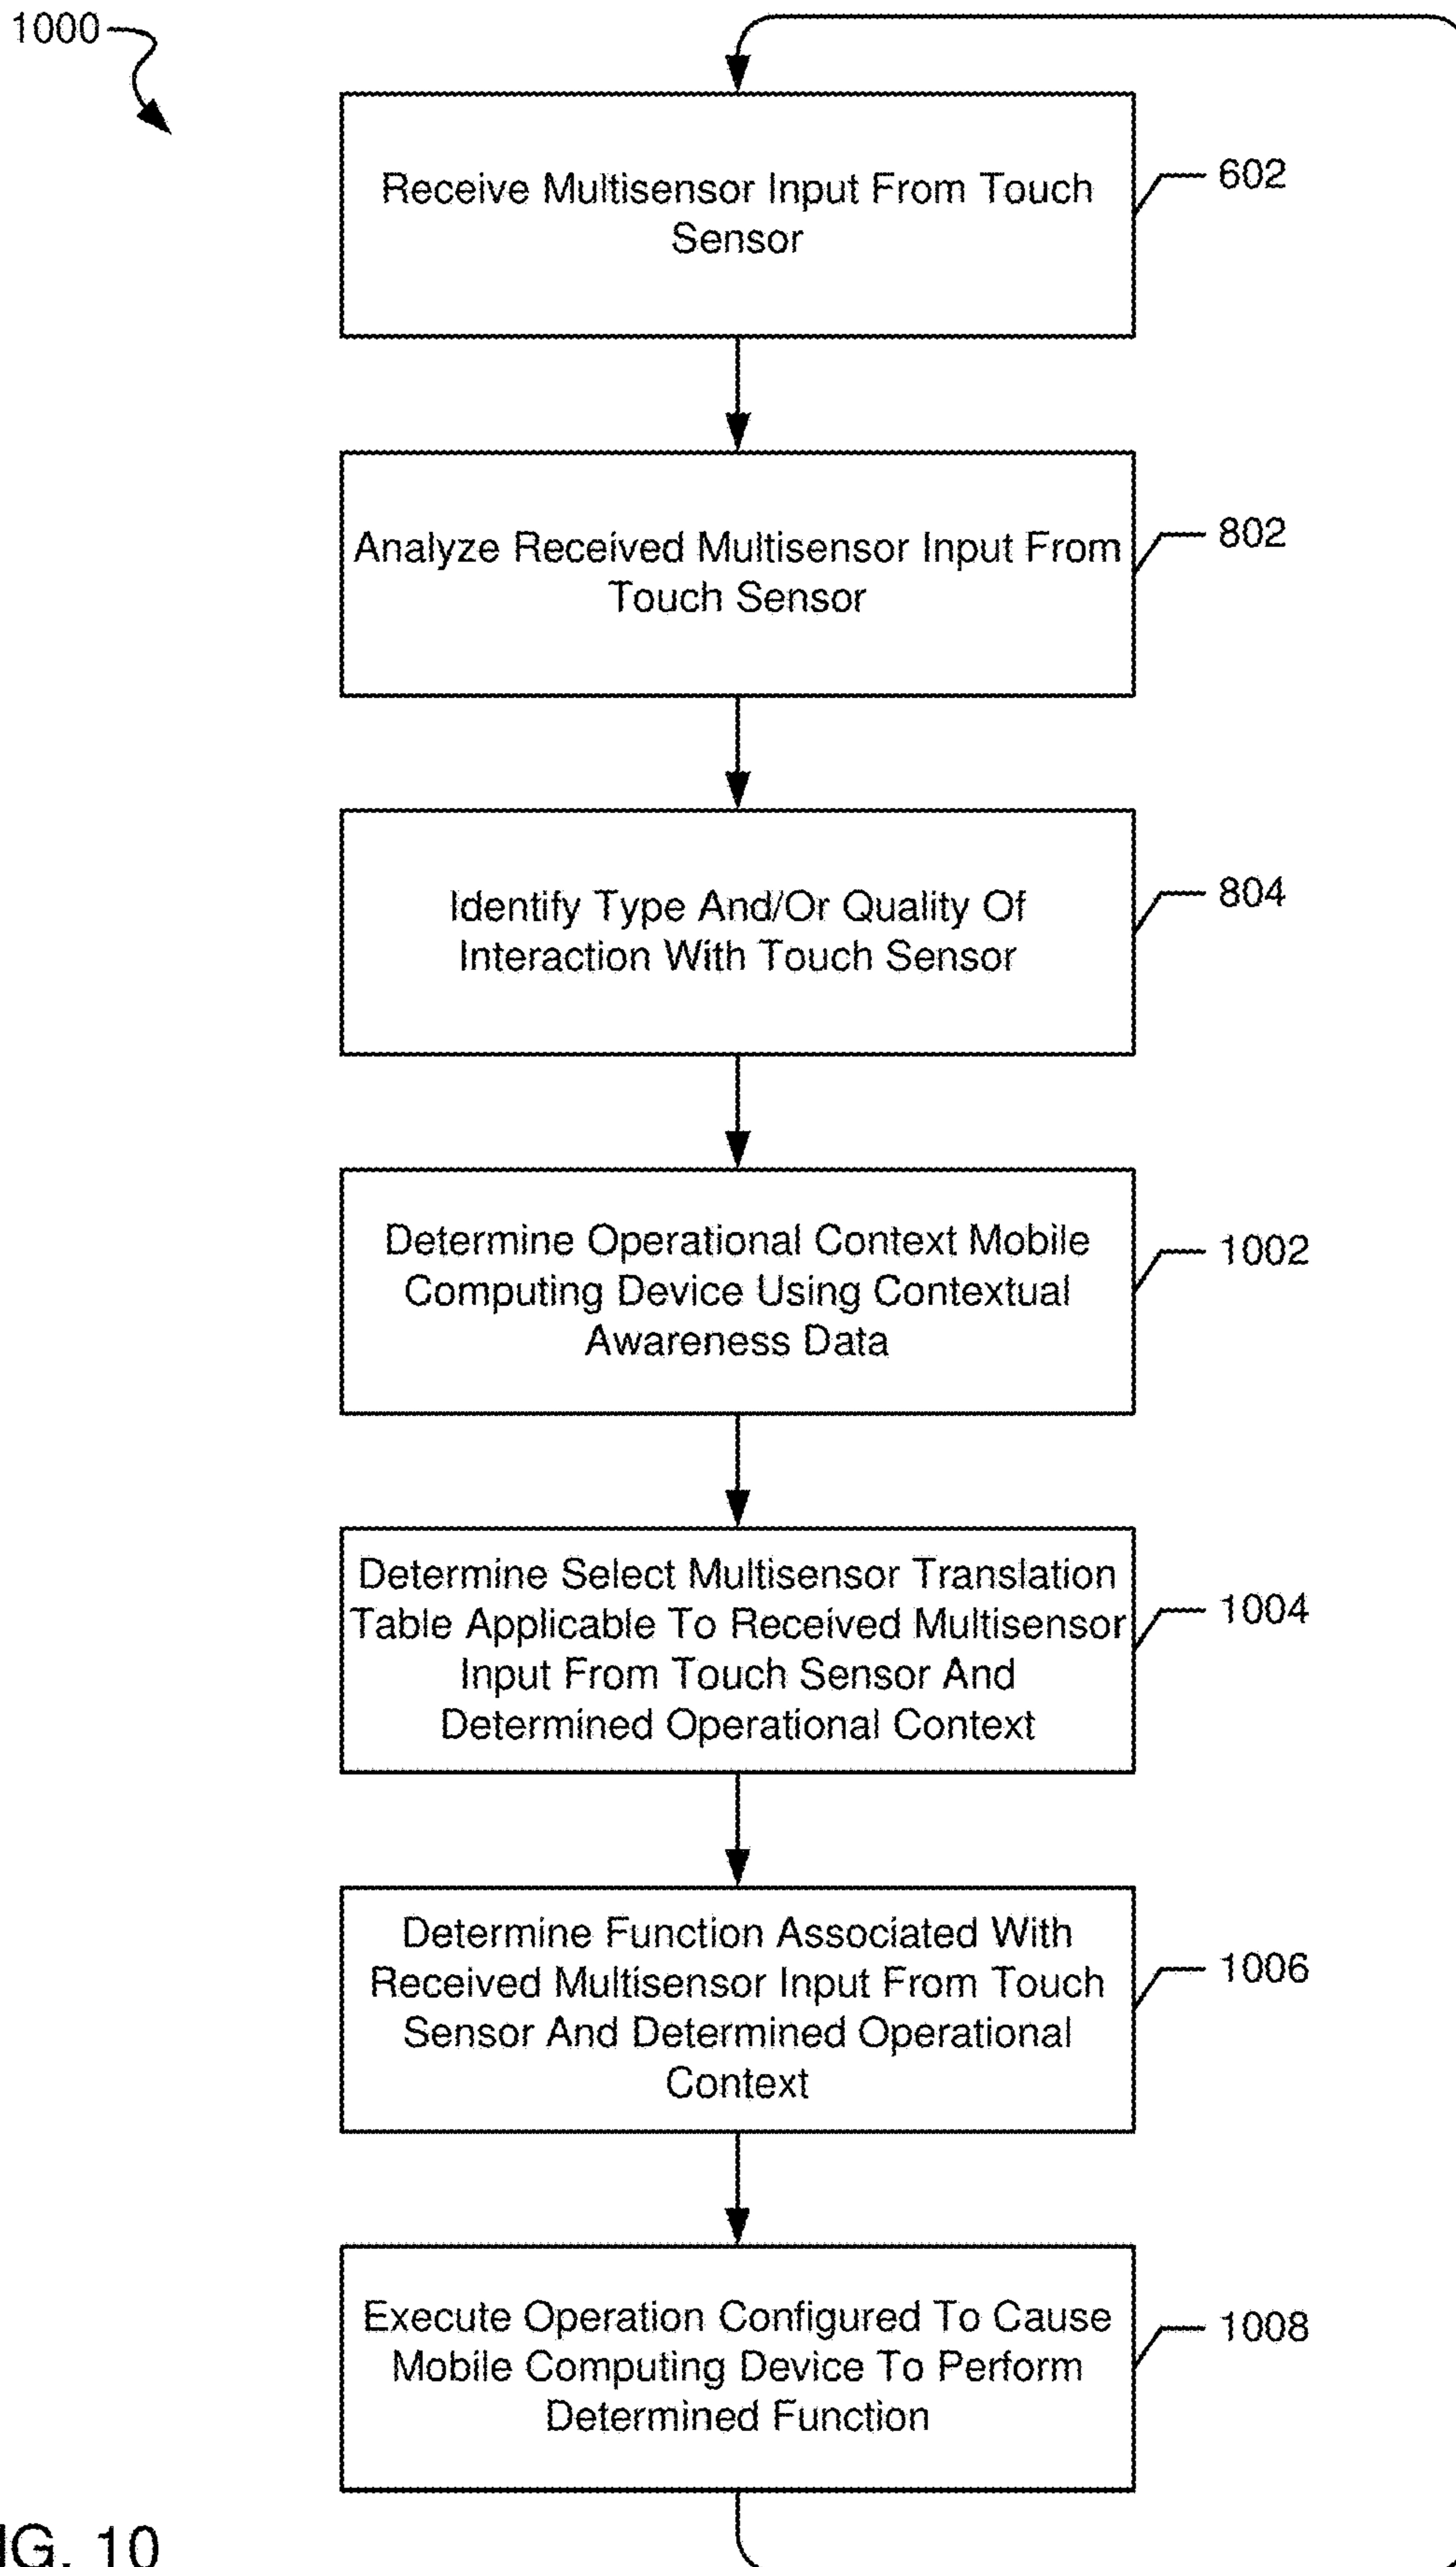 1000
Receive Multisensor Input From Touch
Sensor
602
Analyze Received Multisensor Input From
Touch Sensor
802
Identify Type And/Or Quality Of
Interaction With Touch Sensor
804
Determine Operational Context Mobile
Computing Device Using Contextual
Awareness Data
1002
Determine Select Multisensor Translation
Table Applicable To Received Multisensor
Input From Touch Sensor And
Determined Operational Context
1004
Determine Function Associated With
Received Multisensor Input From Touch
Sensor And Determined Operational
Context
1006
Execute Operation Configured To Cause
Mobile Computing Device To Perform
Determined Function
1008
IG. 10